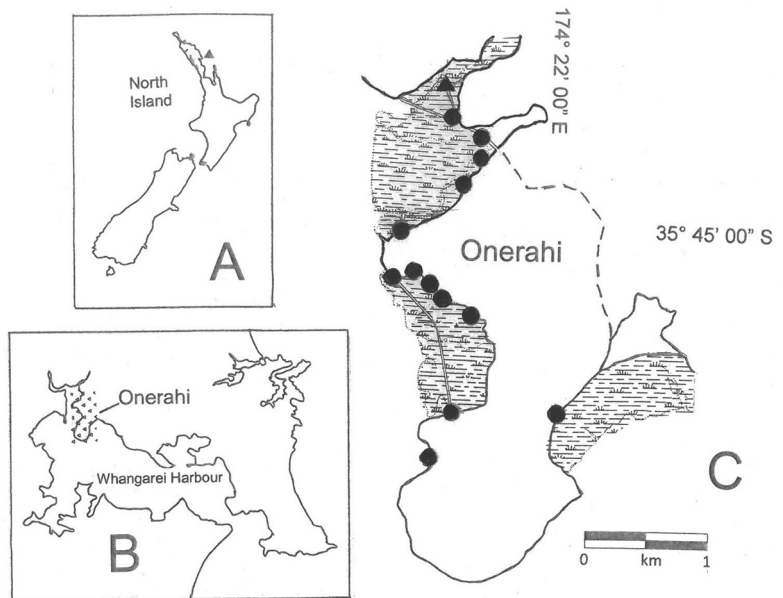 North
Island
A
Onerahi
Whangarei Harbour
B
174° 22' 00" E
Onerahi
35° 45' 00" S
C
0 km 1